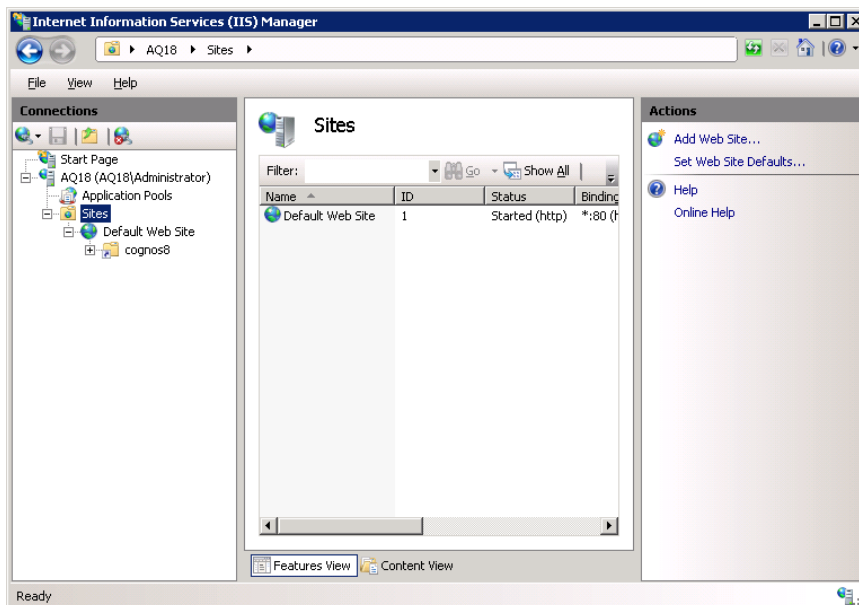 Internet Information Services (IIS) Manager
AQ18 Sites
File View Help
Connections
Start Page
AQ18 (AQ18\Administrator)
Application Pools
Sites
Default Web Site
cognos8
Sites
Filter: Go Show All
Name ID Status Binding
Default Web Site 1 Started (http) *:80 (h
Features View Content View
Actions
Add Web Site...
Set Web Site Defaults...
Help
Online Help
Ready